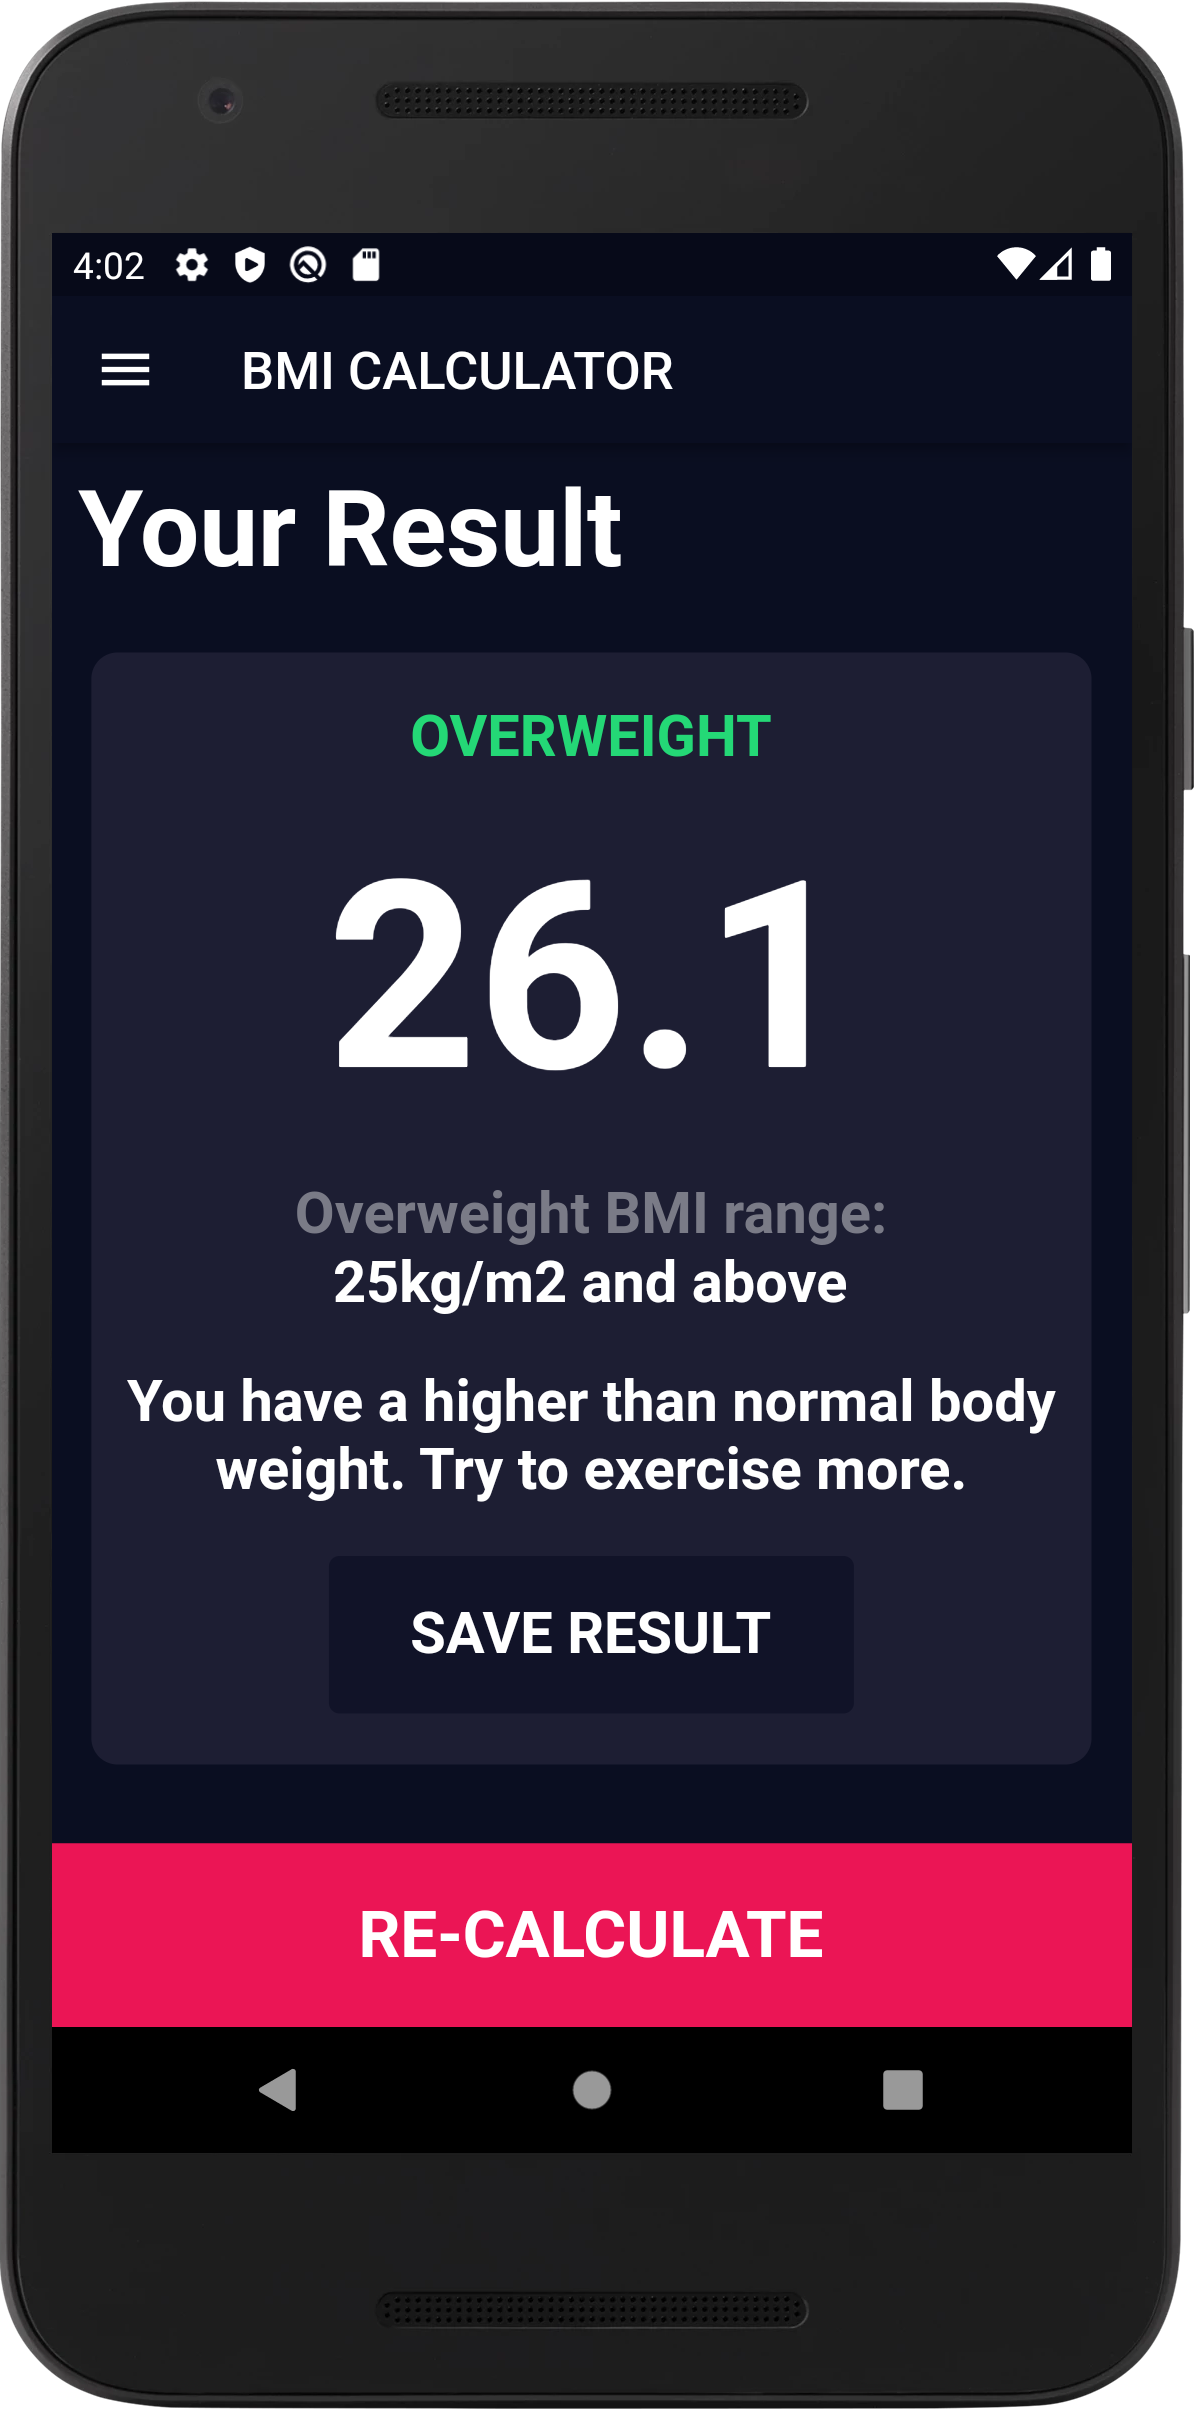 4:02
BMI CALCULATOR
Your Result
OVERWEIGHT
26.1
Overweight BMI range:
25kg/m2 and above
You have a higher than normal body
weight. Try to exercise more.
SAVE RESULT
RE-CALCULATE